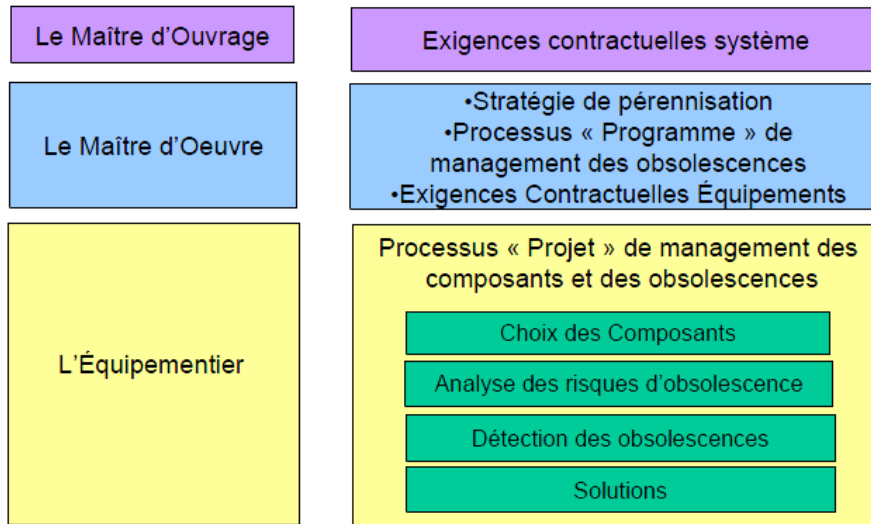 Le Maître d'Ouvrage
Exigences contractuelles système
Le Maître d'Oeuvre
•Stratégie de pérennisation
•Processus « Programme » de
management des obsolescences
•Exigences Contractuelles Équipements
L'Équipementier
Processus « Projet » de management des
composants et des obsolescences
Choix des Composants
Analyse des risques d'obsolescence
Détection des obsolescences
Solutions